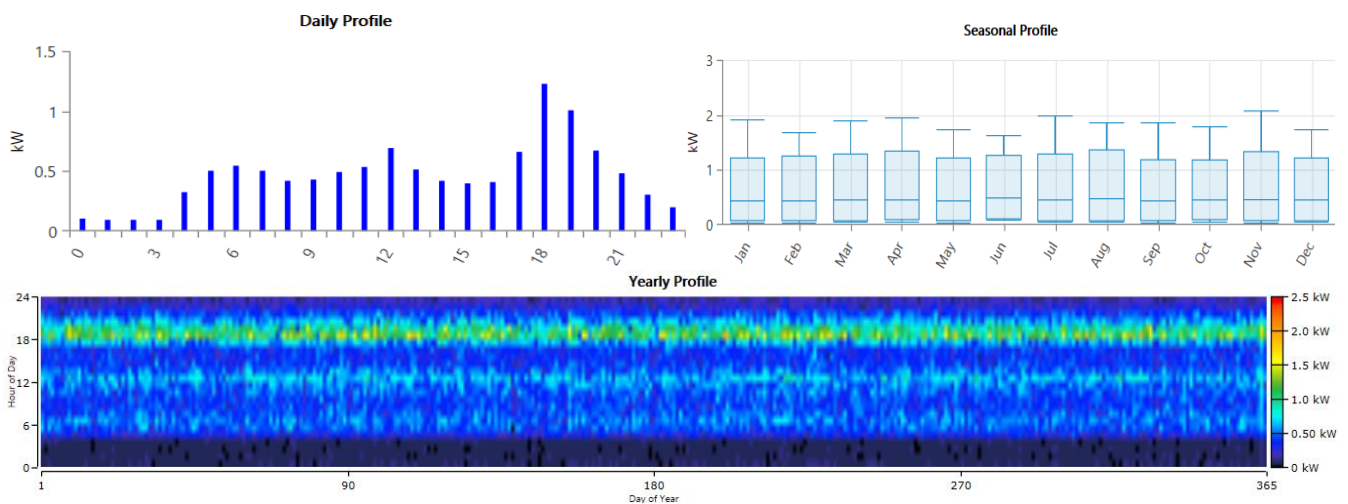 Daily Profile
1.5
1
0.5
0
kW
0 3 6 9 12 15 18 21
Seasonal Profile
3
2
1
0
kW
Jan Feb Mar Apr May Jun Jul Aug Sep Oct Nov Dec
Yearly Profile
24
18
12
6
0
Hour of Day
2.5 kW
2.0 kW
1.5 kW
1.0 kW
0.50 kW
0 kW
1 90 180 270 365
Day of Year